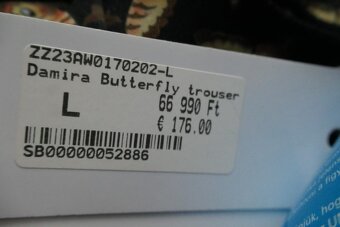 ZZ23AW0170202-L
Damira Butterfly trouser
L
66 990 Ft
€ 176.00
SB00000052886